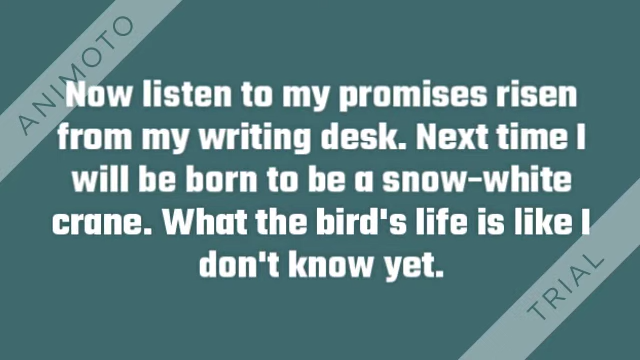 ANIMOTO
Now listen to my promises risen
from my writing desk. Next time I
will be born to be a snow-white
crane. What the bird's life is like I
don't know yet.
TRIAL